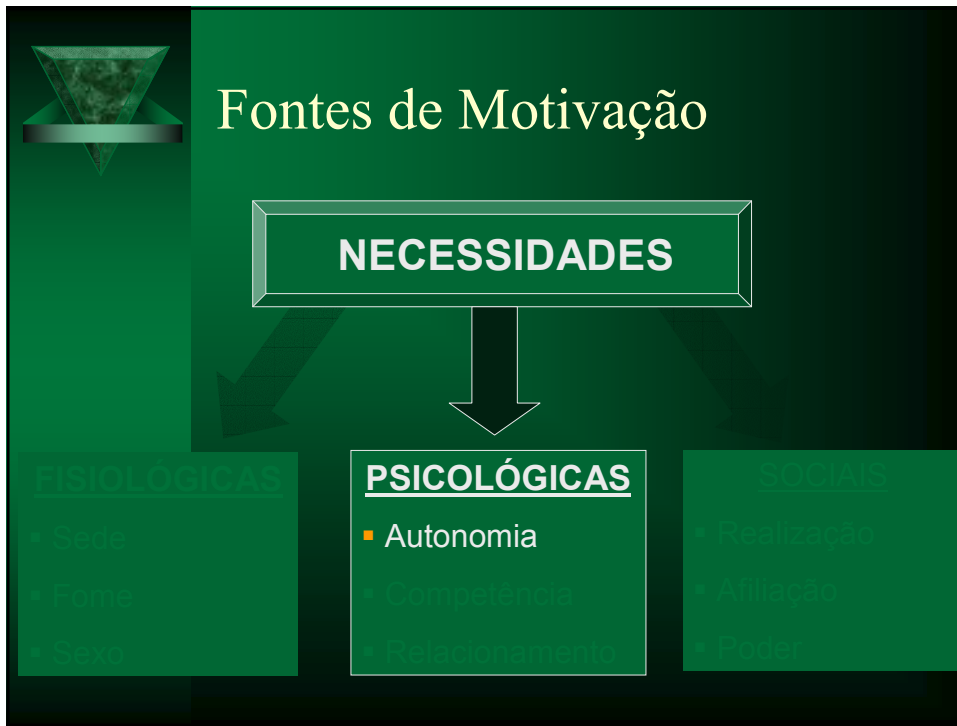 Fontes de Motivação
NECESSIDADES
FISIOLÓGICAS
▪ Sede
▪ Fome
▪ Sexo
PSICOLÓGICAS
▪ Autonomia
▪ Competência
▪ Relacionamento
SOCIAIS
▪ Realização
▪ Afiliação
▪ Poder